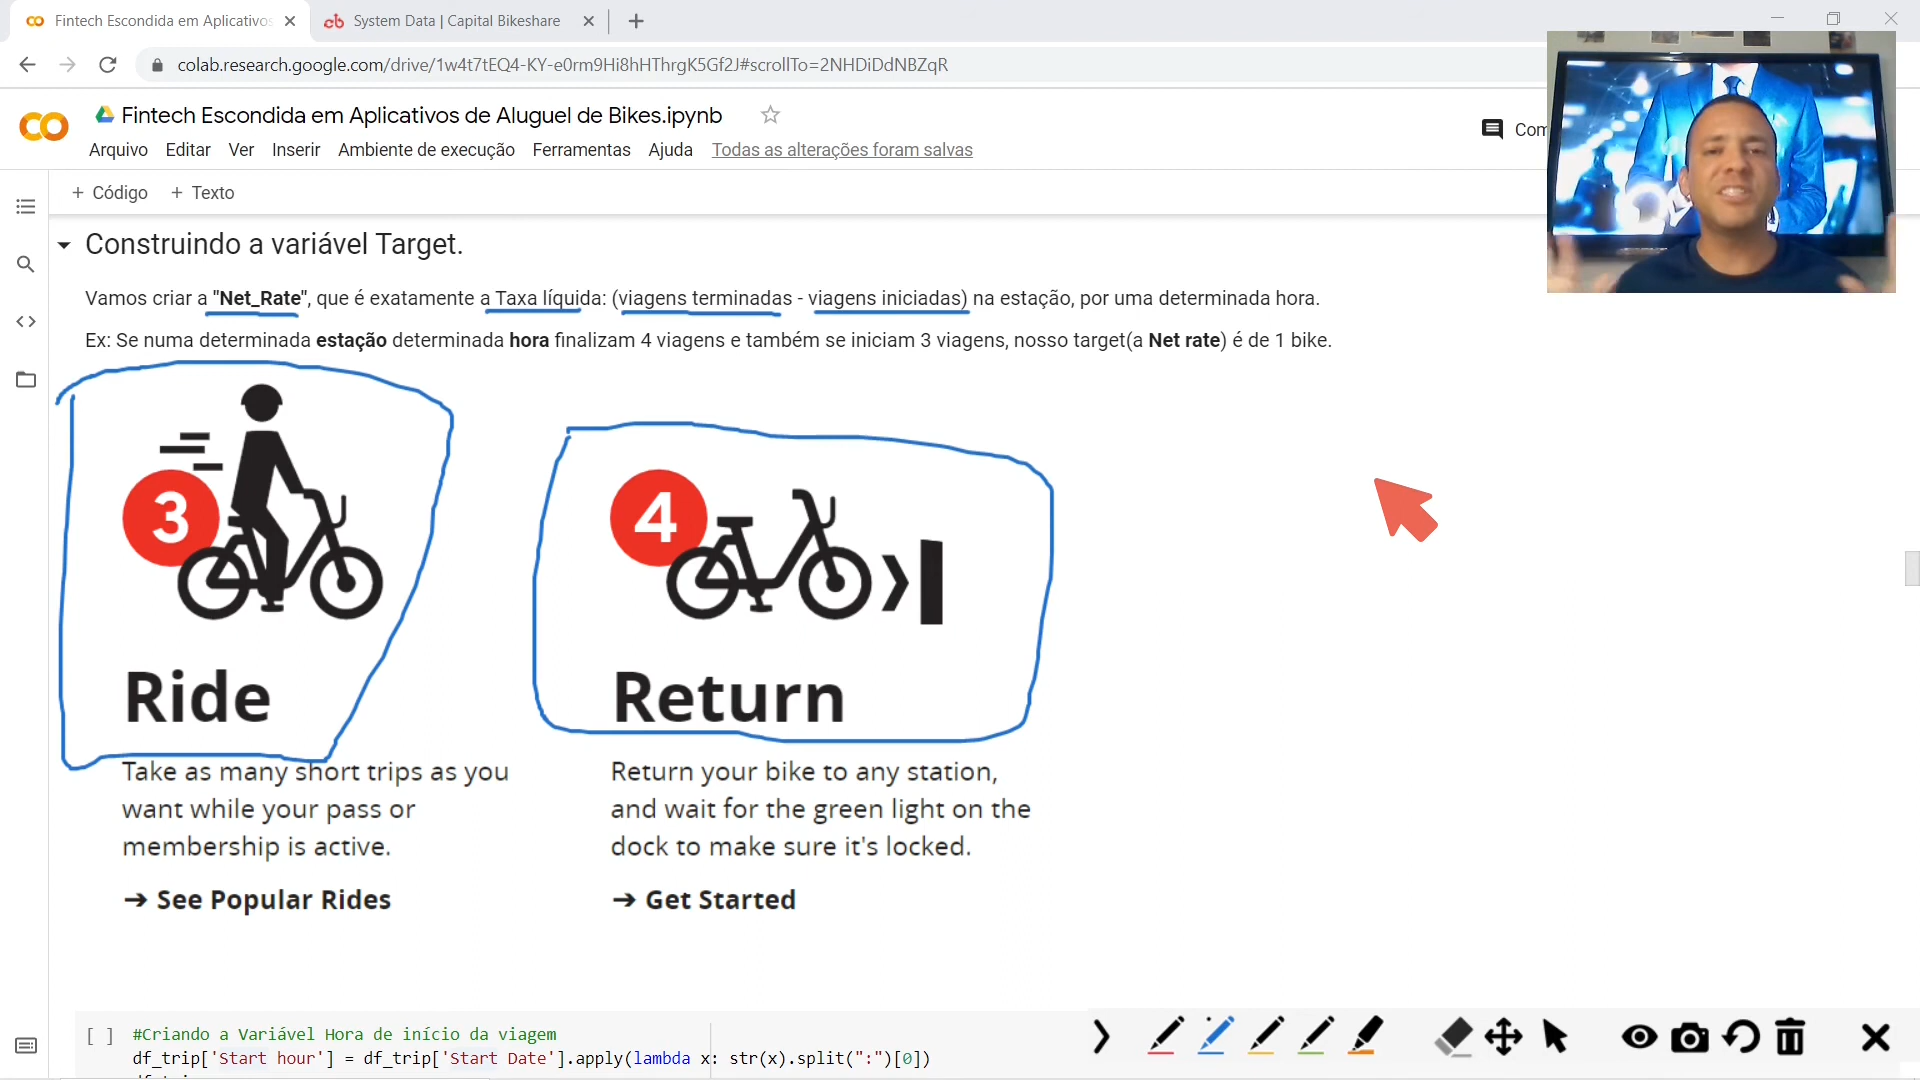 Fintech Escondida em Aplicativos
System Data | Capital Bikeshare
colab.research.google.com/drive/1w4t7tEQ4-KY-e0rm9Hi8hHThrgK5Gf2J#scrollTo=2NHDiDdNBZqR
Fintech Escondida em Aplicativos de Aluguel de Bikes.ipynb
Com
Arquivo Editar Ver Inserir Ambiente de execução Ferramentas Ajuda Todas as alterações foram salvas
+ Código + Texto
Construindo a variável Target.
Vamos criar a "Net_Rate", que é exatamente a Taxa líquida: (viagens terminadas - viagens iniciadas) na estação, por uma determinada hora.
Ex: Se numa determinada estação determinada hora finalizam 4 viagens e também se iniciam 3 viagens, nosso target(a Net rate) é de 1 bike.
3
Ride
Take as many short trips as you
want while your pass or
membership is active.
→ See Popular Rides
4
Return
Return your bike to any station,
and wait for the green light on the
dock to make sure it's locked.
→ Get Started
[ ] #Criando a Variável Hora de início da viagem
df_trip['Start hour'] = df_trip['Start Date'].apply(lambda x: str(x).split(":")[0])